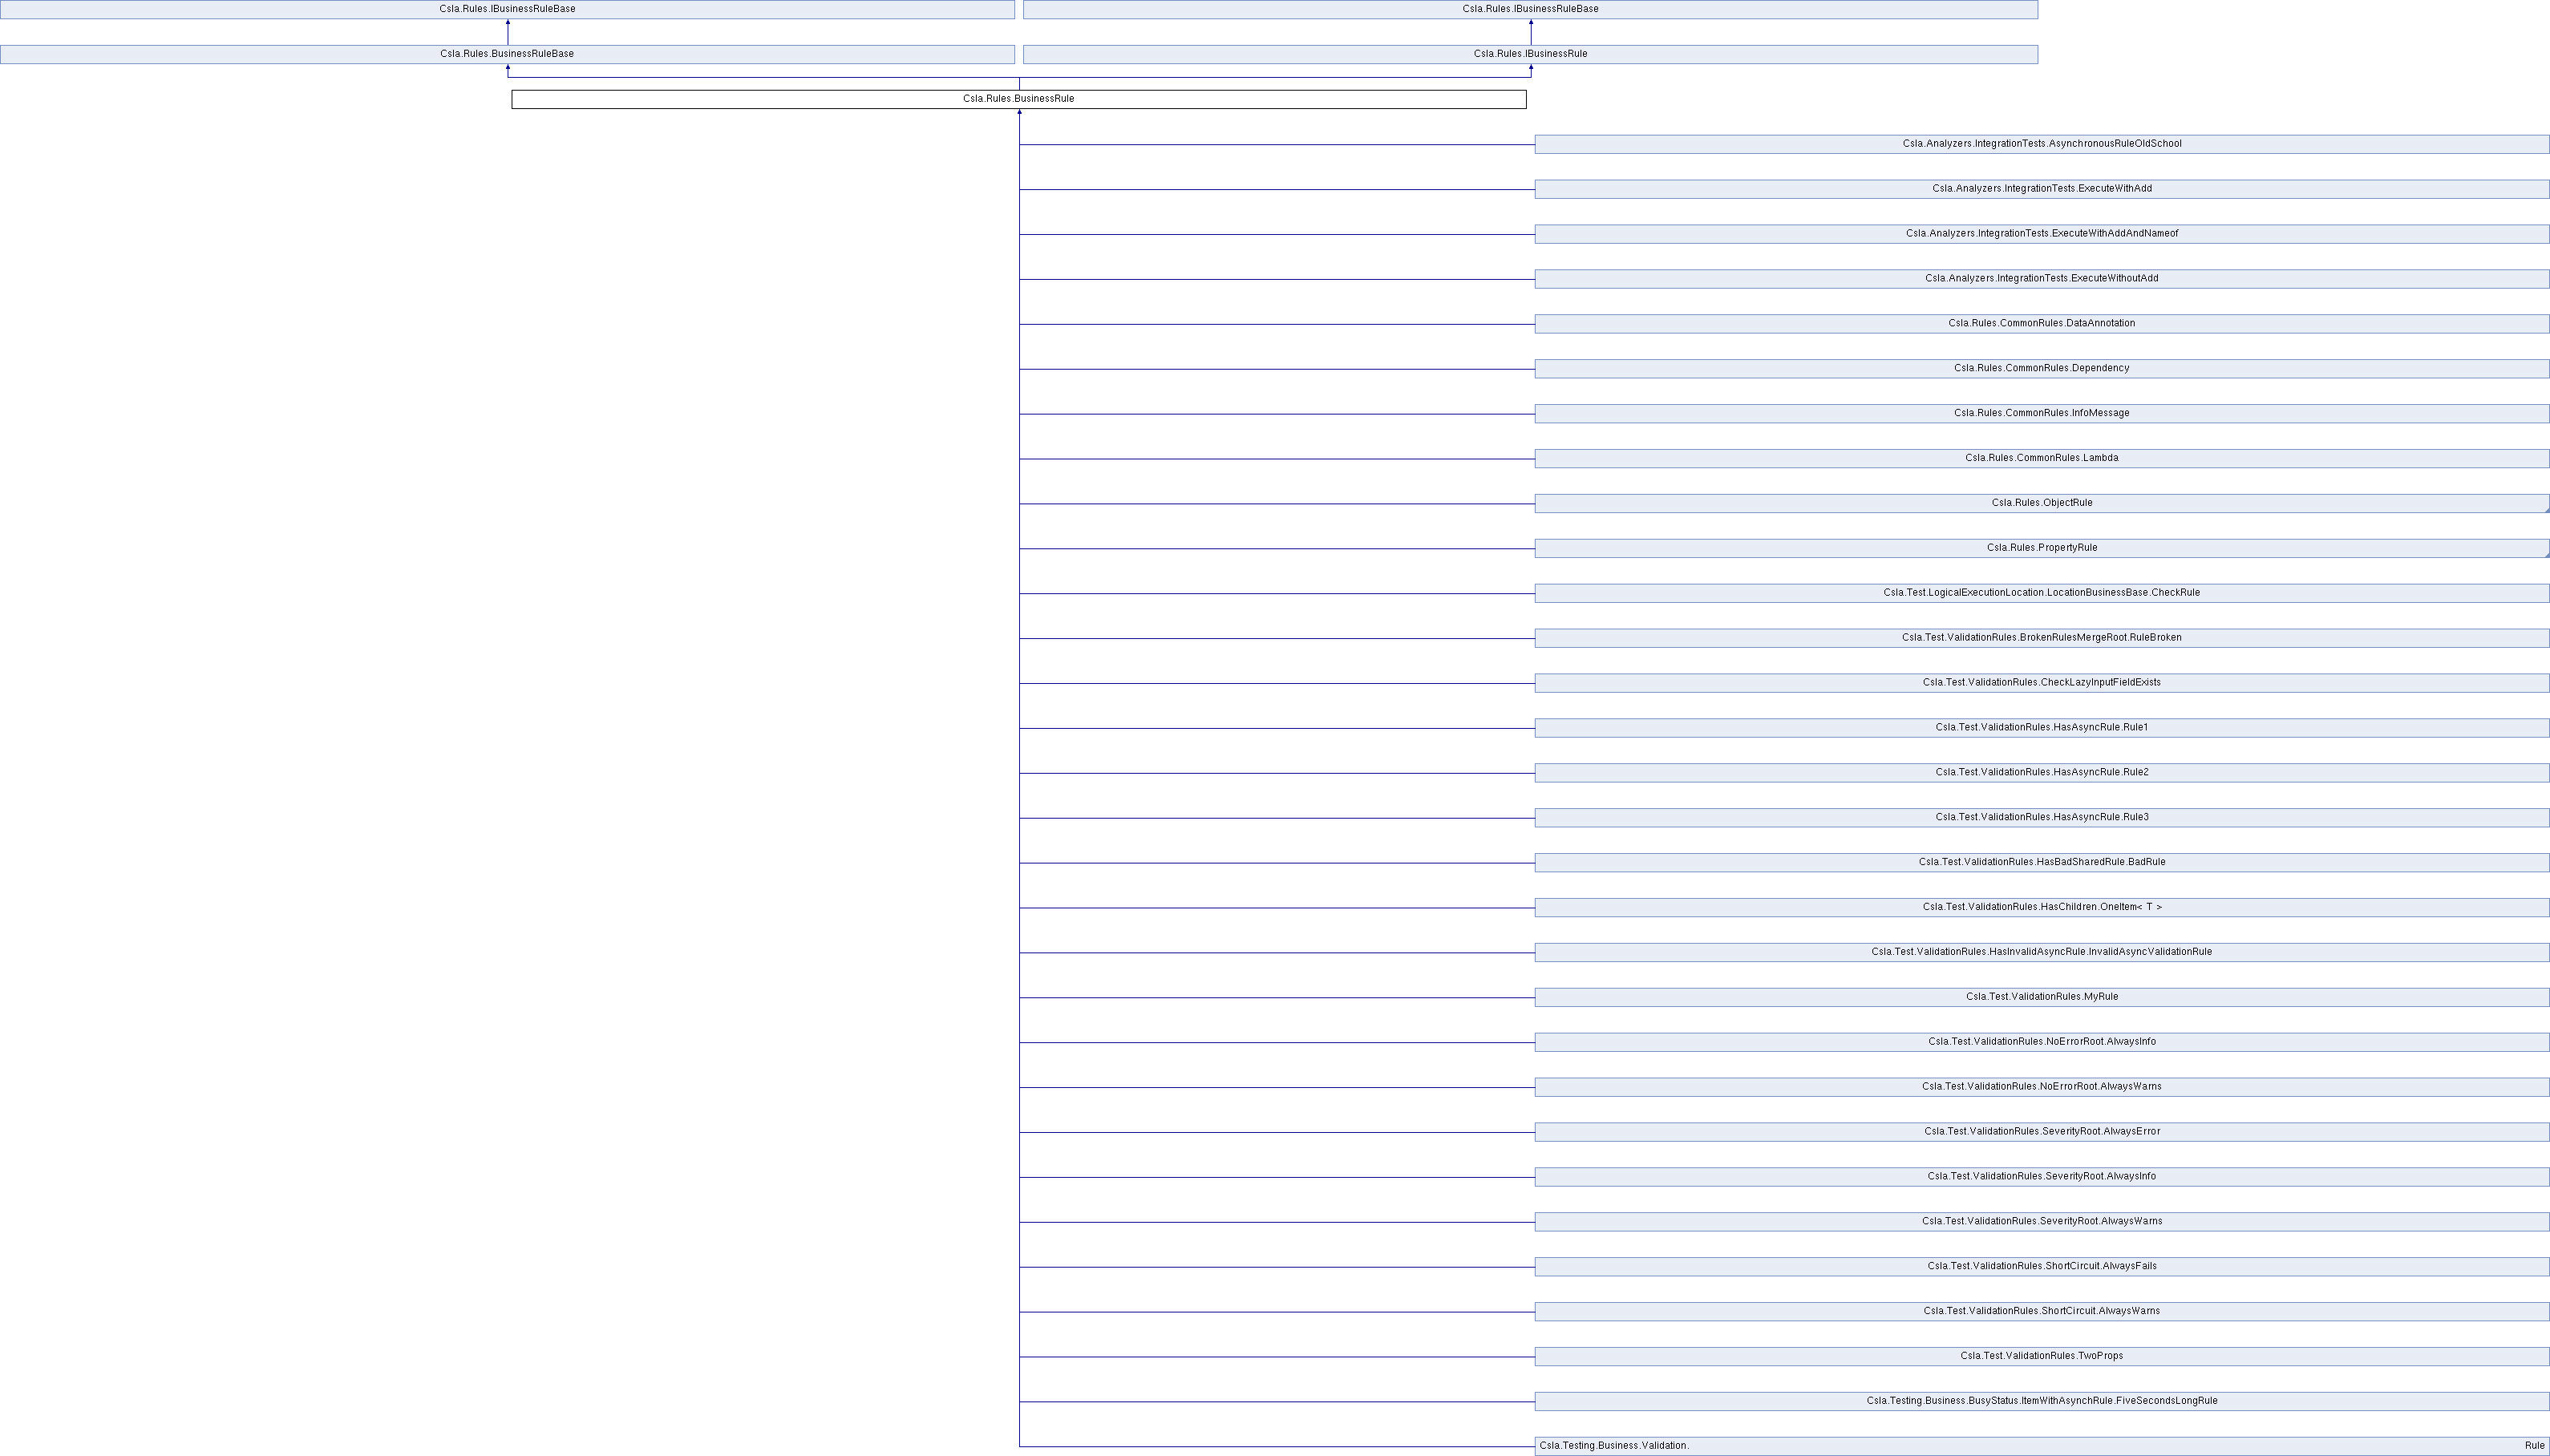 Csla.Rules.IBusinessRuleBase Csla.Rules.IBusinessRuleBase
Csla.Rules.BusinessRuleBase Csla.Rules.IBusinessRule
Csla.Rules.BusinessRule
Csla.Analyzers.IntegrationTests.AsynchronousRuleOldSchool
Csla.Analyzers.IntegrationTests.ExecuteWithAdd
Csla.Analyzers.IntegrationTests.ExecuteWithAddAndNameof
Csla.Analyzers.IntegrationTests.ExecuteWithoutAdd
Csla.Rules.CommonRules.DataAnnotation
Csla.Rules.CommonRules.Dependency
Csla.Rules.CommonRules.InfoMessage
Csla.Rules.CommonRules.Lambda
Csla.Rules.ObjectRule
Csla.Rules.PropertyRule
Csla.Test.LogicalExecutionLocation.LocationBusinessBase.CheckRule
Csla.Test.ValidationRules.BrokenRulesMergeRoot.RuleBroken
Csla.Test.ValidationRules.CheckLazyInputFieldExists
Csla.Test.ValidationRules.HasAsyncRule.Rule1
Csla.Test.ValidationRules.HasAsyncRule.Rule2
Csla.Test.ValidationRules.HasAsyncRule.Rule3
Csla.Test.ValidationRules.HasBadSharedRule.BadRule
Csla.Test.ValidationRules.HasChildren.OneItem< T >
Csla.Test.ValidationRules.HasInvalidAsyncRule.InvalidAsyncValidationRule
Csla.Test.ValidationRules.MyRule
Csla.Test.ValidationRules.NoErrorRoot.AlwaysInfo
Csla.Test.ValidationRules.NoErrorRoot.AlwaysWarns
Csla.Test.ValidationRules.SeverityRoot.AlwaysError
Csla.Test.ValidationRules.SeverityRoot.AlwaysInfo
Csla.Test.ValidationRules.SeverityRoot.AlwaysWarns
Csla.Test.ValidationRules.ShortCircuit.AlwaysFails
Csla.Test.ValidationRules.ShortCircuit.AlwaysWarns
Csla.Test.ValidationRules.TwoProps
Csla.Testing.Business.BusyStatus.ItemWithAsynchRule.FiveSecondsLongRule
Csla.Testing.Business.Validation. Rule